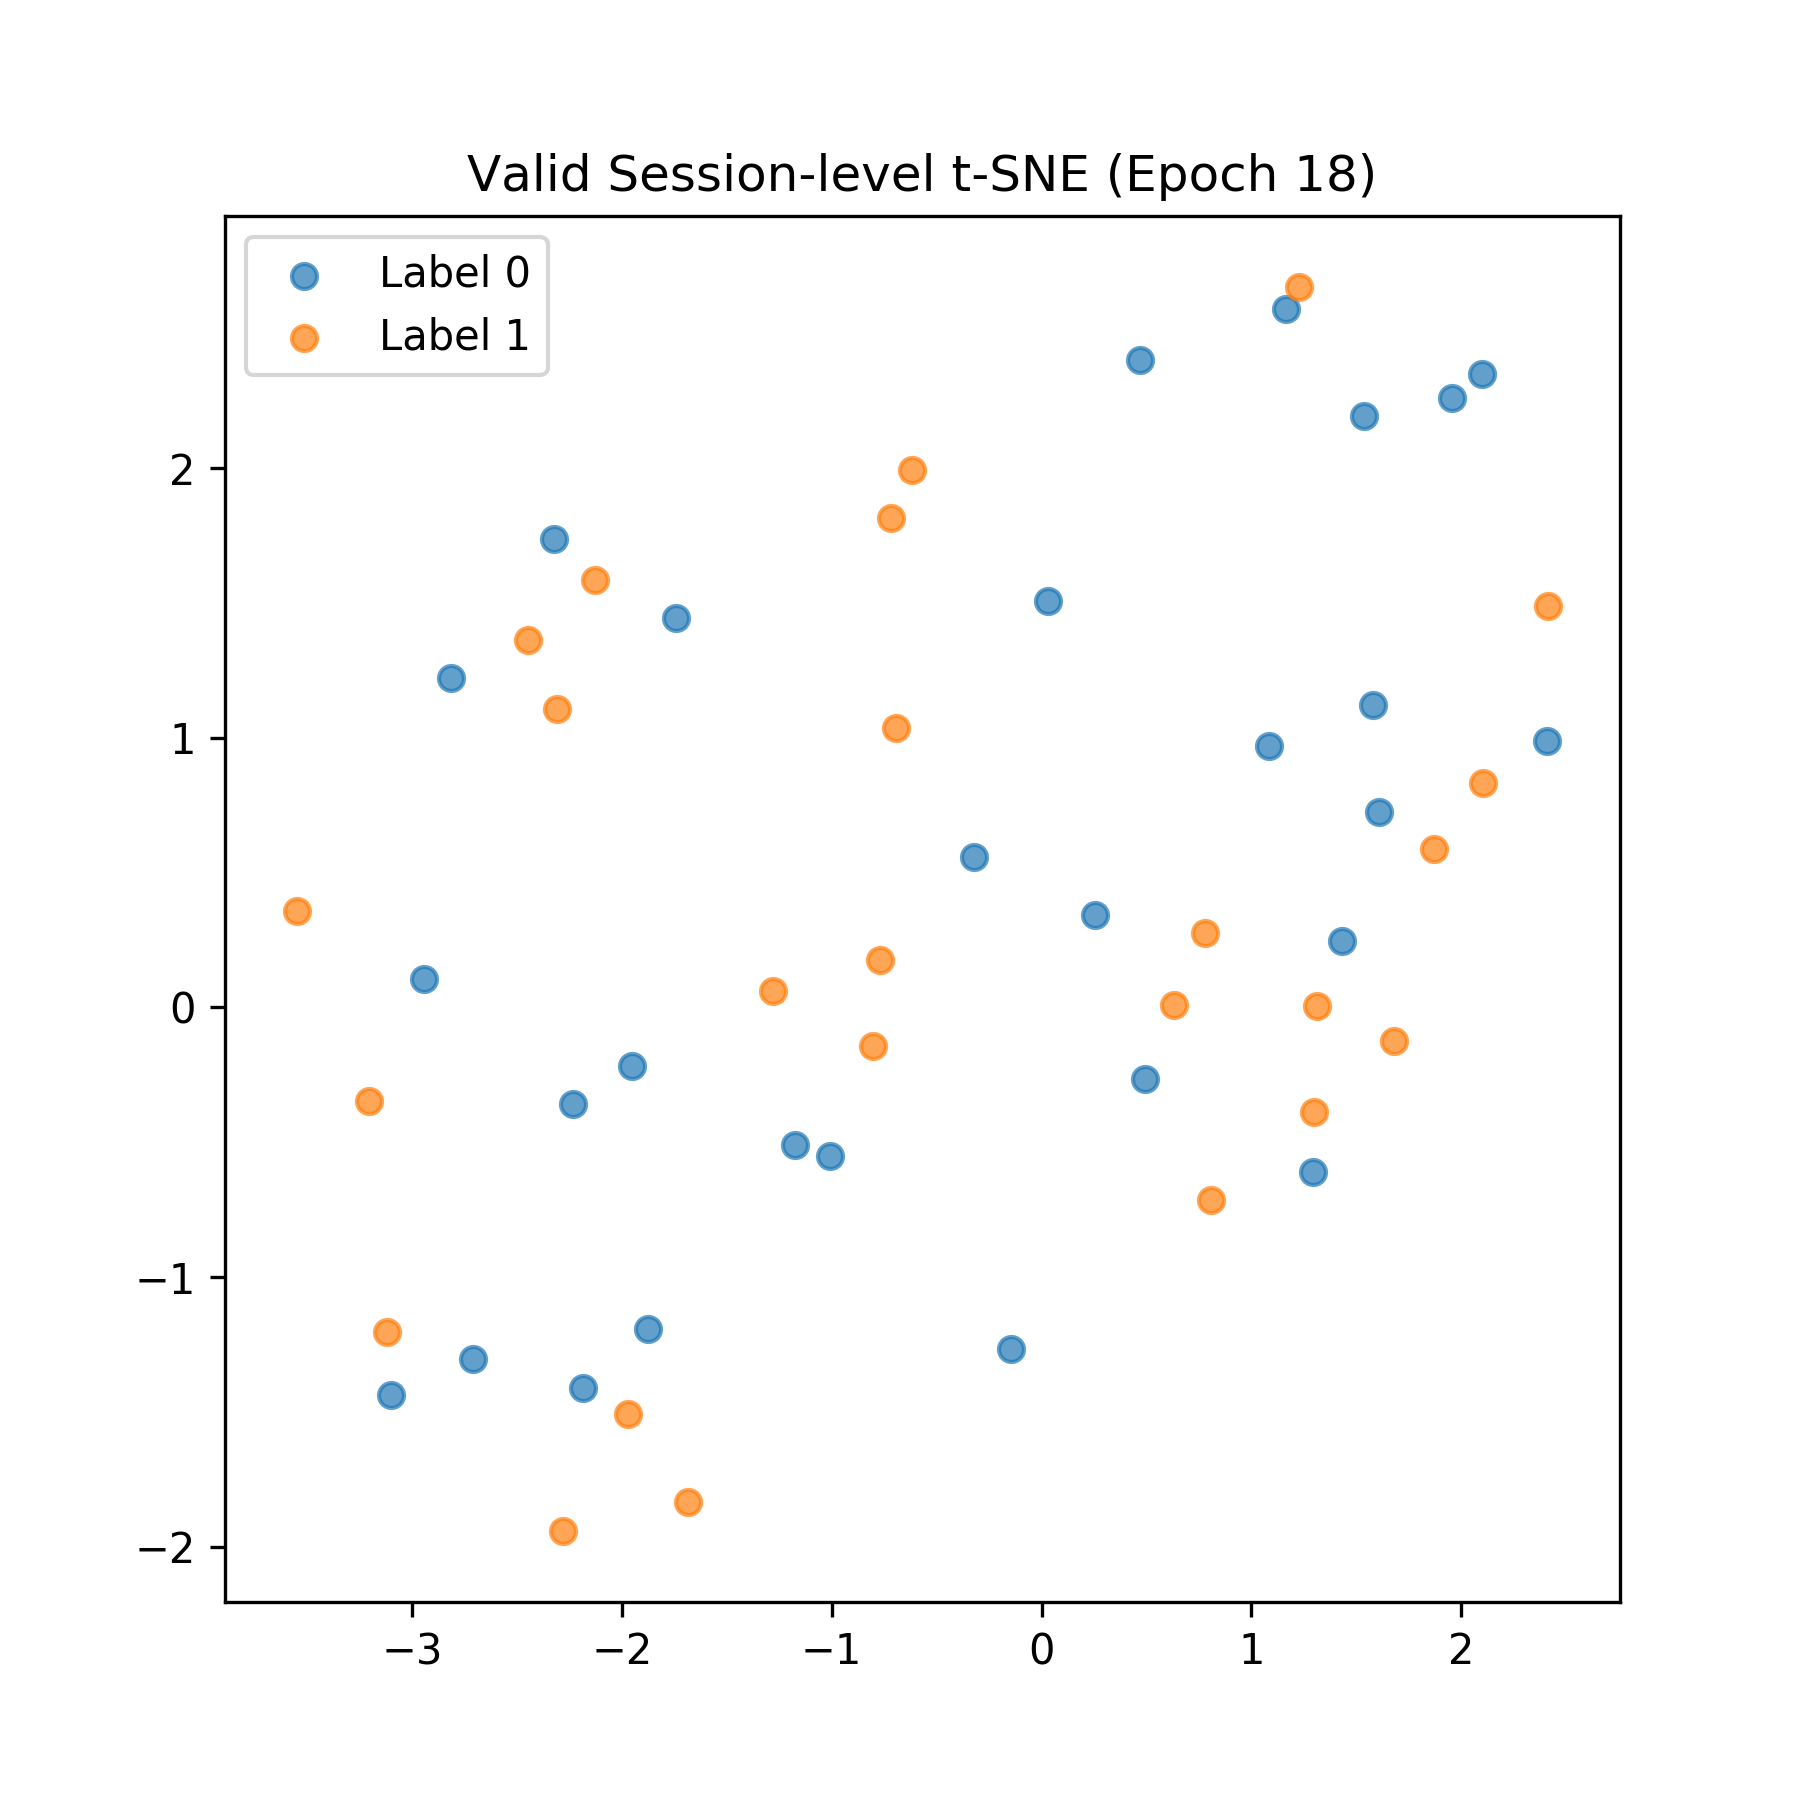 Valid Session-level t-SNE (Epoch 18)
Label 0
Label 1
2
1
0
−1
−2
−3 −2 −1 0 1 2